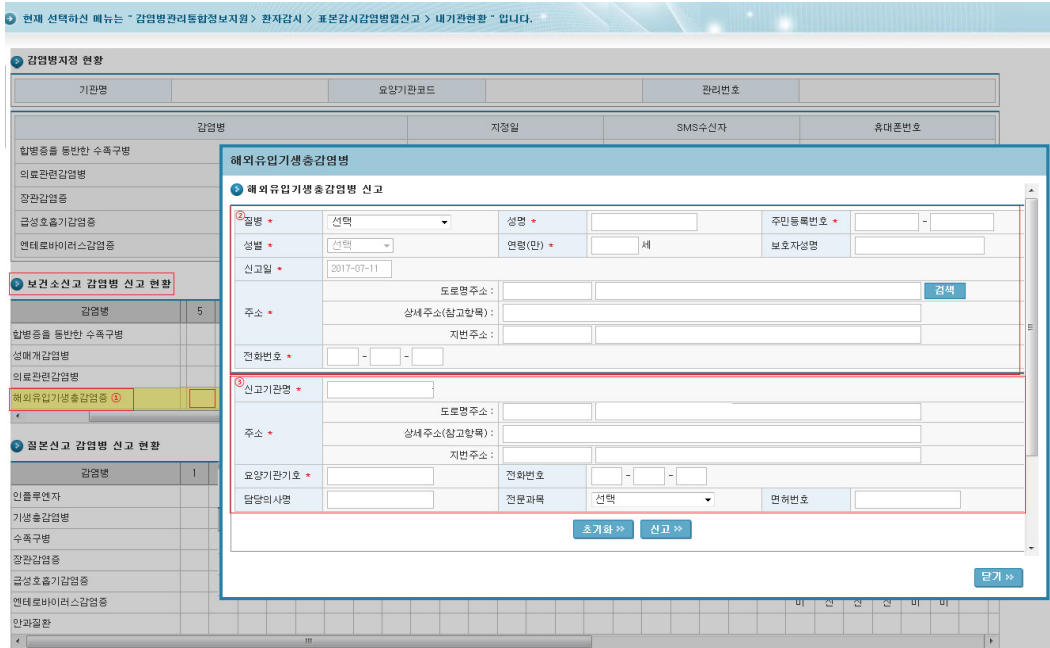 현재 선택하신 메뉴는 " 감염병관리통합정보지원 > 환자감시 > 표본감시감염병웹신고 > 내기관현황 " 입니다.
감염병지정 현황
기관명 요양기관코드 관리번호
감염병 지정일 SMS수신자 휴대폰번호
합병증을 동반한 수족구병
의료관련감염병
장관감염증
급성호흡기감염증
엔테로바이러스감염증
보건소신고 감염병 신고 현황
감염병 5
합병증을 동반한 수족구병
성매개감염병
의료관련감염병
해외유입기생충감염증 ①
질본신고 감염병 신고 현황
감염병 1
인플루엔자
기생충감염병
수족구병
장관감염증
급성호흡기감염증
엔테로바이러스감염증
안과질환
해외유입기생충감염병
해외유입기생충감염병 신고
②질병 * 선택 성명 * 주민등록번호 * -
성별 * 선택 연령(만) * 세 보호자성명
신고일 * 2017-07-11
주소 *
도로명주소 : 검색
상세주소(참고항목) :
지번주소 :
전화번호 * - -
③신고기관명 *
주소 *
도로명주소 :
상세주소(참고항목) :
지번주소 :
요양기관기호 * 전화번호 - -
담당의사명 전문과목 선택 면허번호
초기화 >> 신고 >>
닫기 >>